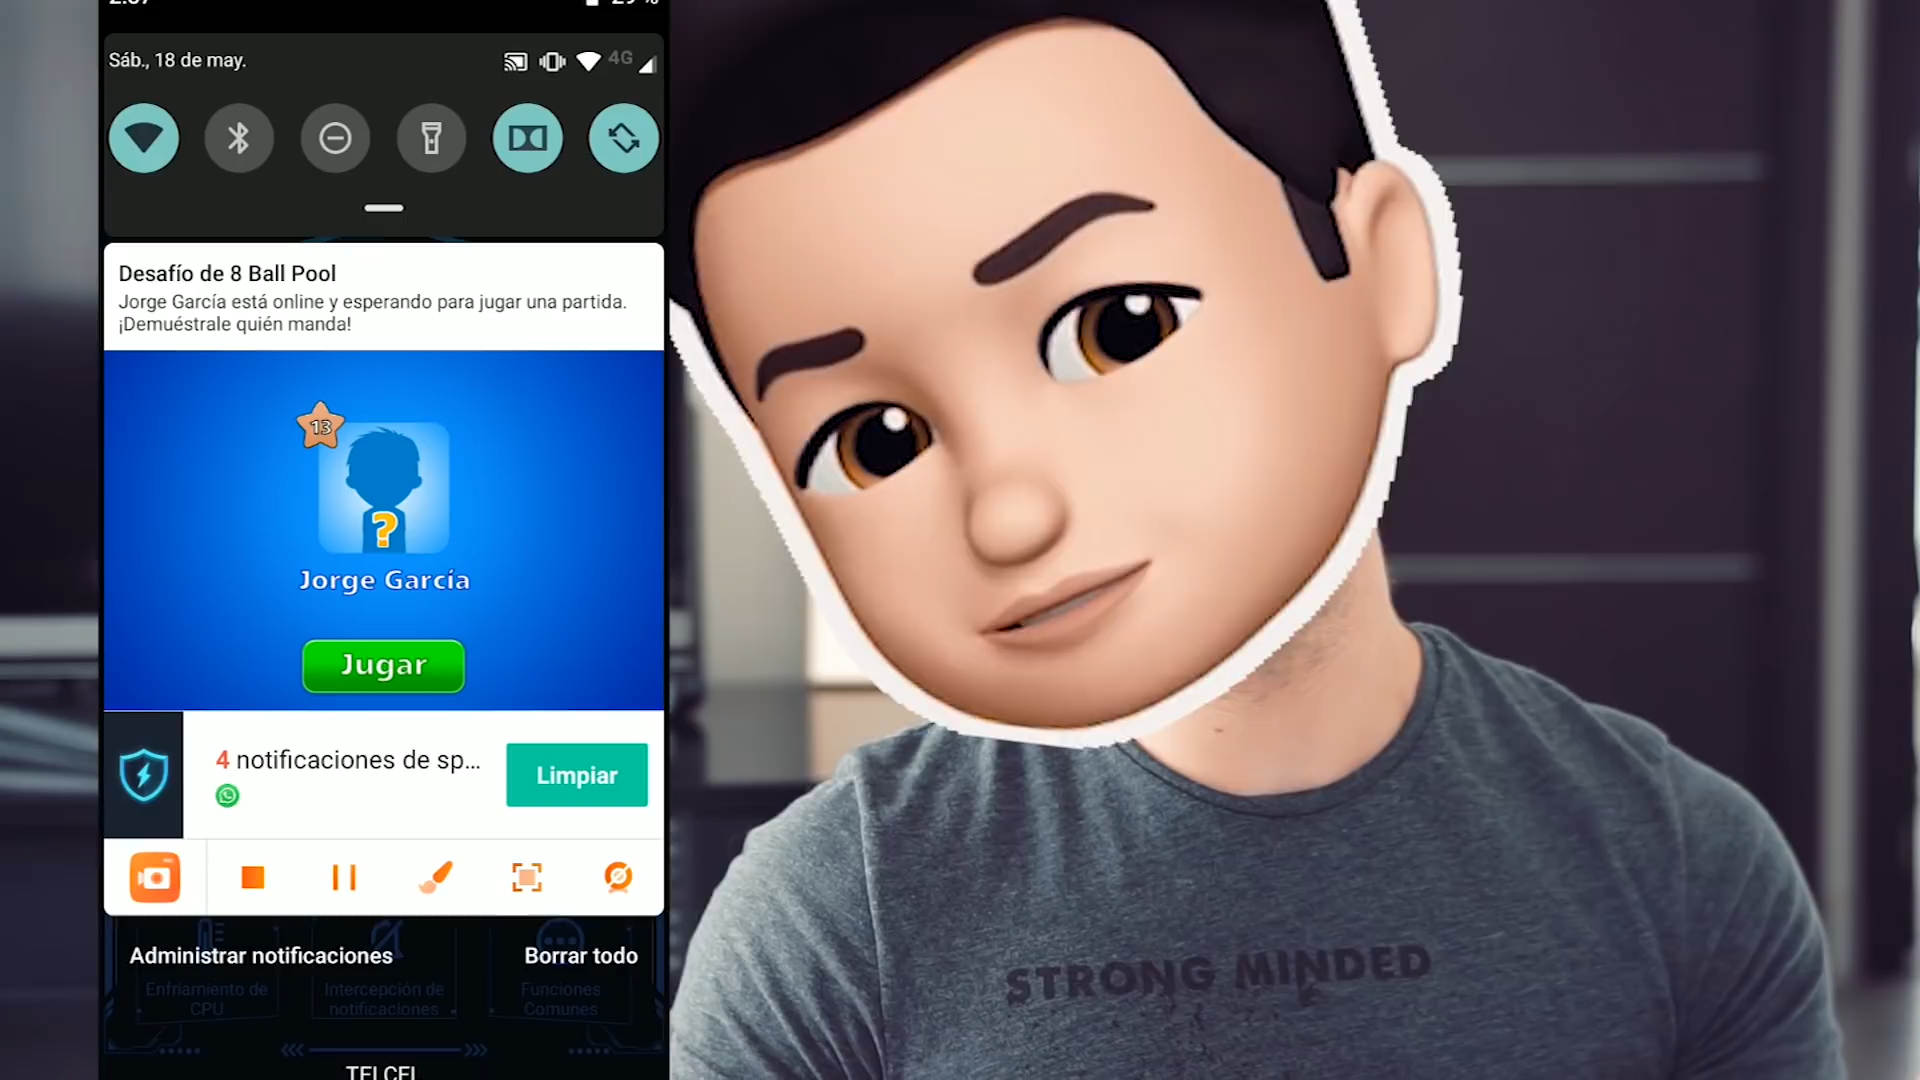 Sáb., 18 de may.
4G
Desafío de 8 Ball Pool
Jorge García está online y esperando para jugar una partida.
¡Demuéstrale quién manda!
13
?
Jorge García
Jugar
4 notificaciones de sp...
Limpiar
Administrar notificaciones
Borrar todo
Enfriamiento de
CPU
Intercepción de
notificaciones
Funciones
Comunes
TELCEL
STRONG MINDED